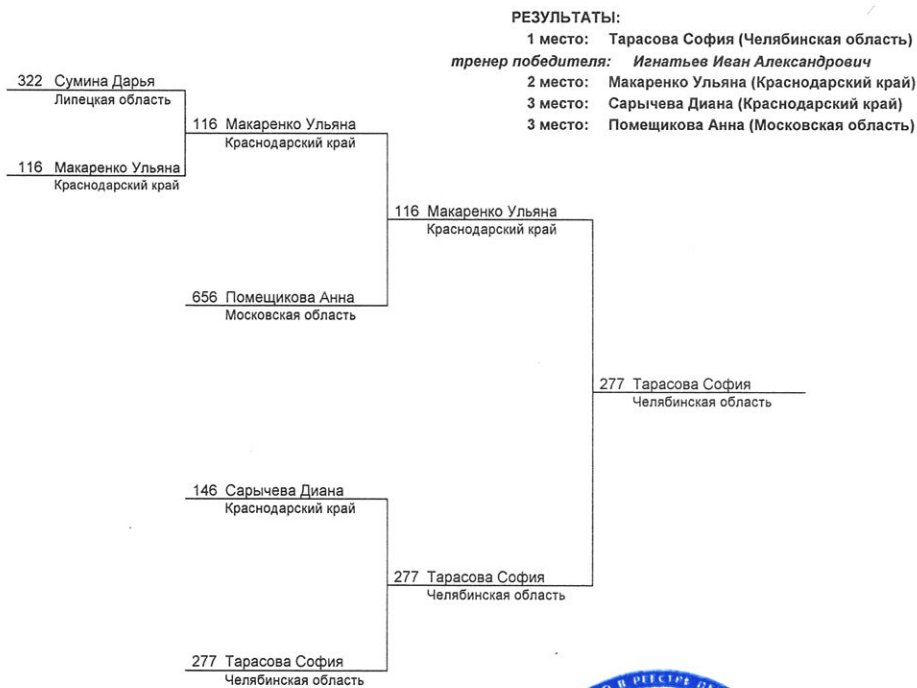 РЕЗУЛЬТАТЫ:
1 место: Тарасова София (Челябинская область)
тренер победителя: Игнатьев Иван Александрович
2 место: Макаренко Ульяна (Краснодарский край)
3 место: Сарычева Диана (Краснодарский край)
3 место: Помещикова Анна (Московская область)
322 Сумина Дарья
Липецкая область
116 Макаренко Ульяна
Краснодарский край
116 Макаренко Ульяна
Краснодарский край
116 Макаренко Ульяна
Краснодарский край
656 Помещикова Анна
Московская область
277 Тарасова София
Челябинская область
146 Сарычева Диана
Краснодарский край
277 Тарасова София
Челябинская область
277 Тарасова София
Челябинская область